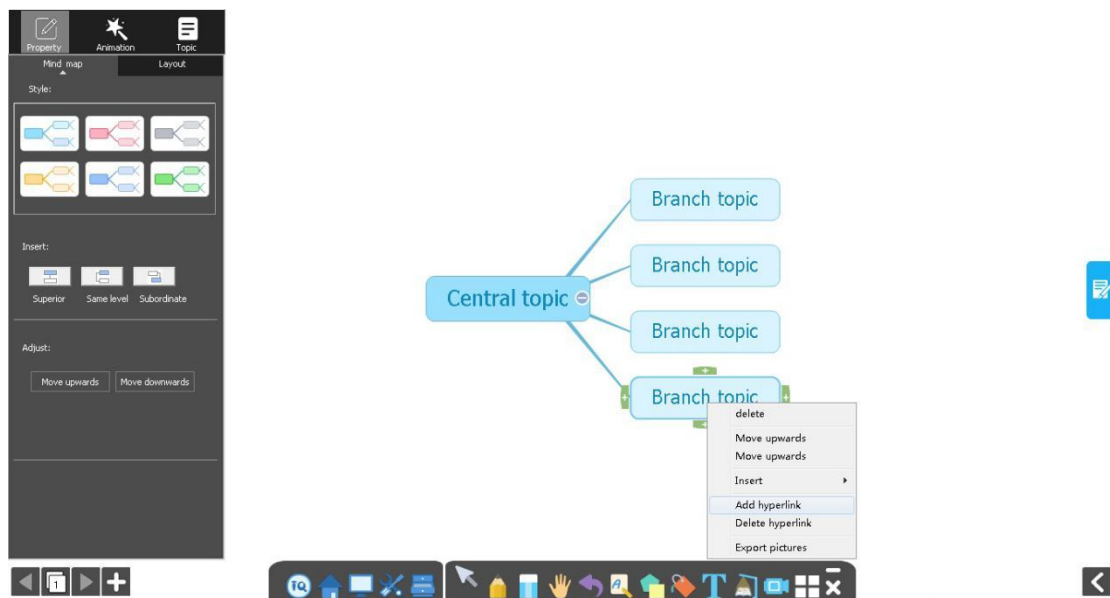 Property Animation Topic
Mind map Layout
Style:
Insert:
Superior Same level Subordinate
Adjust:
Move upwards Move downwards
Central topic
Branch topic
Branch topic
Branch topic
Branch topic
delete
Move upwards
Move upwards
Insert
Add hyperlink
Delete hyperlink
Export pictures
1
IQ
A
T